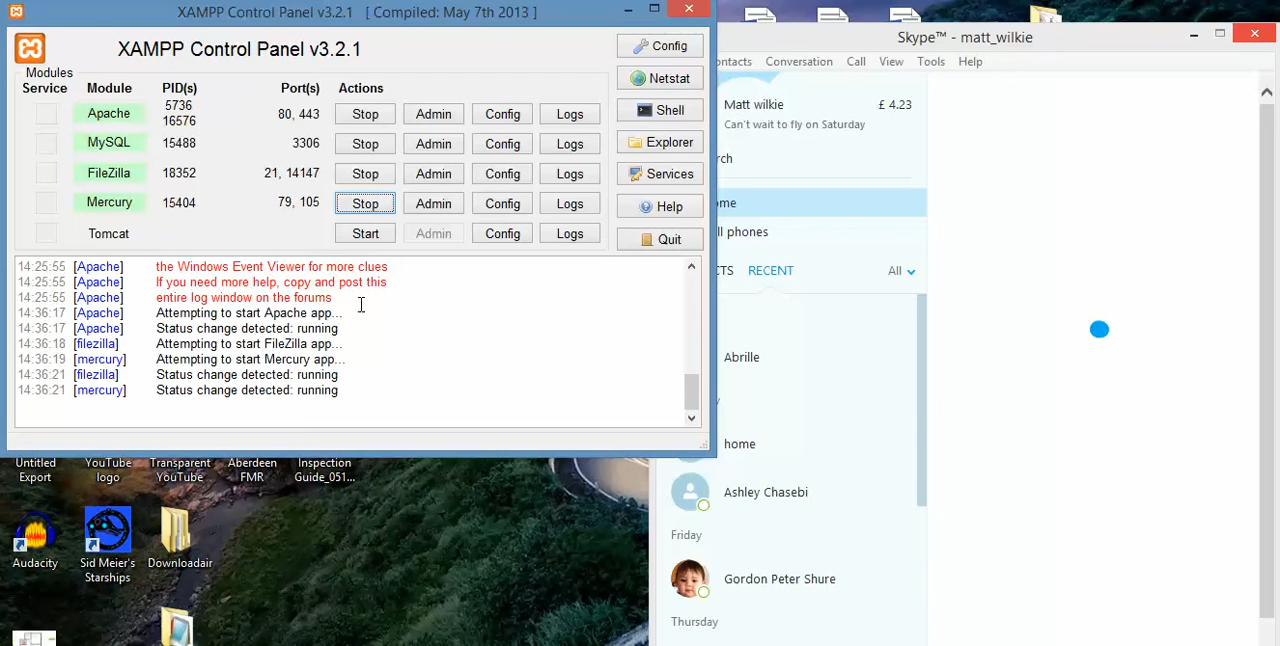 XAMPP Control Panel v3.2.1 [ Compiled: May 7th 2013 ]
XAMPP Control Panel v3.2.1
Config
Modules
Service Module PID(s) Port(s) Actions
Netstat
Apache 5736 16576 80, 443 Stop Admin Config Logs
Shell
MySQL 15488 3306 Stop Admin Config Logs
Explorer
FileZilla 18352 21, 14147 Stop Admin Config Logs
Services
Mercury 15404 79, 105 Stop Admin Config Logs
Help
Tomcat Start Admin Config Logs
Quit
14:25:55 [Apache] the Windows Event Viewer for more clues
14:25:55 [Apache] If you need more help, copy and post this
14:25:55 [Apache] entire log window on the forums
14:36:17 [Apache] Attempting to start Apache app...
14:36:17 [Apache] Status change detected: running
14:36:18 [filezilla] Attempting to start FileZilla app...
14:36:19 [mercury] Attempting to start Mercury app...
14:36:21 [filezilla] Status change detected: running
14:36:21 [mercury] Status change detected: running
Skype™ - matt_wilkie
ontacts Conversation Call View Tools Help
Matt wilkie £ 4.23
Can't wait to fly on Saturday
rch
ome
ll phones
CTS RECENT All
Abrille
home
Ashley Chasebi
Friday
Gordon Peter Shure
Thursday
Untitled Export
YouTube logo
Transparent YouTube
Aberdeen FMR
Inspection Guide_051...
Audacity
Sid Meier's Starships
Downloadair